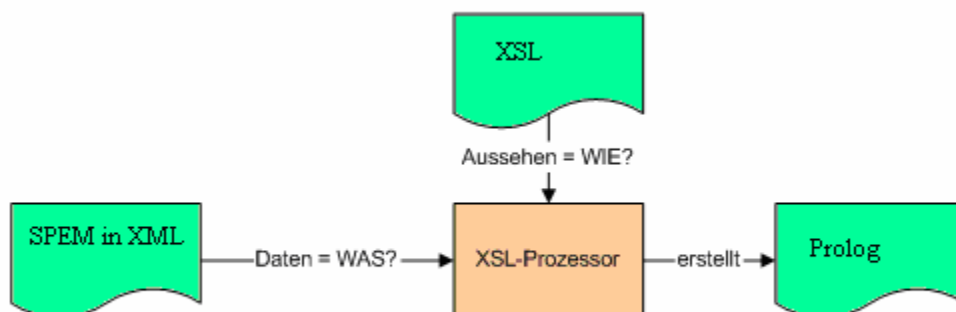 XSL
Aussehen = WIE?
SPEM in XML
Daten = WAS?
XSL-Prozessor
erstellt
Prolog